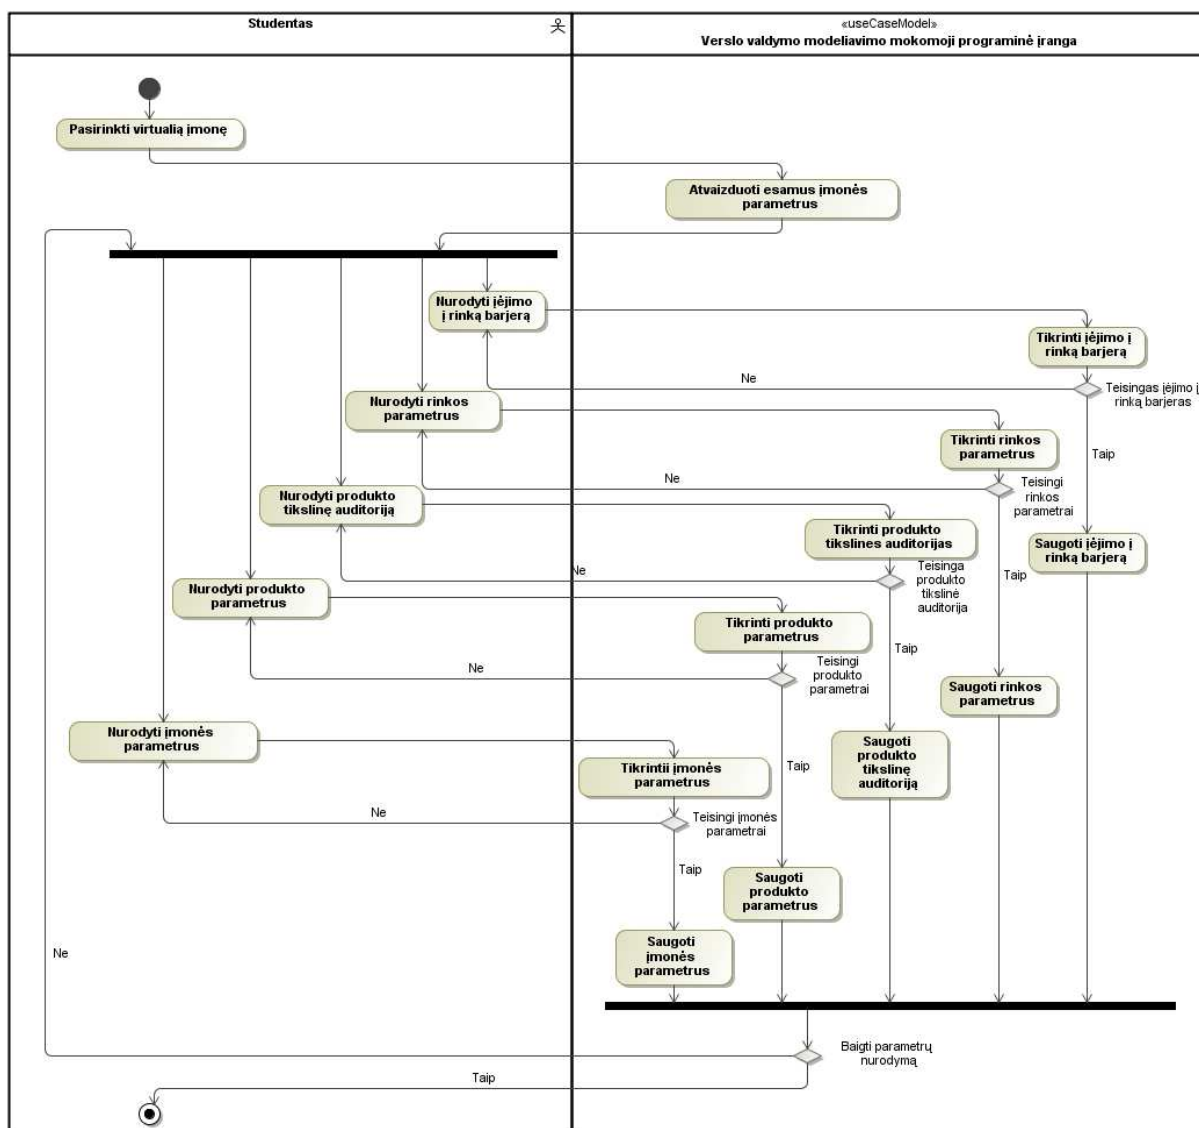 Studentas
«useCaseModel»
Verslo valdymo modeliavimo mokomoji programinė įranga
Pasirinkti virtualią įmonę
Atvaizduoti esamus įmonės
parametrus
Nurodyti įėjimo
į rinką barjerą
Tikrinti įėjimo į
rinką barjerą
Ne
Teisingas įėjimo į
rinką barjeras
Nurodyti rinkos
parametrus
Tikrinti rinkos
parametrus
Taip
Ne
Teisingi
rinkos
parametrai
Nurodyti produkto
tikslinę auditoriją
Tikrinti produkto
tikslines auditorijas
Saugoti įėjimo į
rinką barjerą
Ne
Teisinga
produkto
tikslinė
auditorija
Taip
Nurodyti produkto
parametrus
Tikrinti produkto
parametrus
Taip
Ne
Teisingi
produkto
parametrai
Saugoti rinkos
parametrus
Nurodyti įmonės
parametrus
Saugoti
produkto
tikslinę
auditoriją
Tikrintii įmonės
parametrus
Taip
Ne
Teisingi įmonės
parametrai
Taip
Saugoti
produkto
parametrus
Saugoti
įmonės
parametrus
Ne
Baigti parametrų
nurodymą
Taip